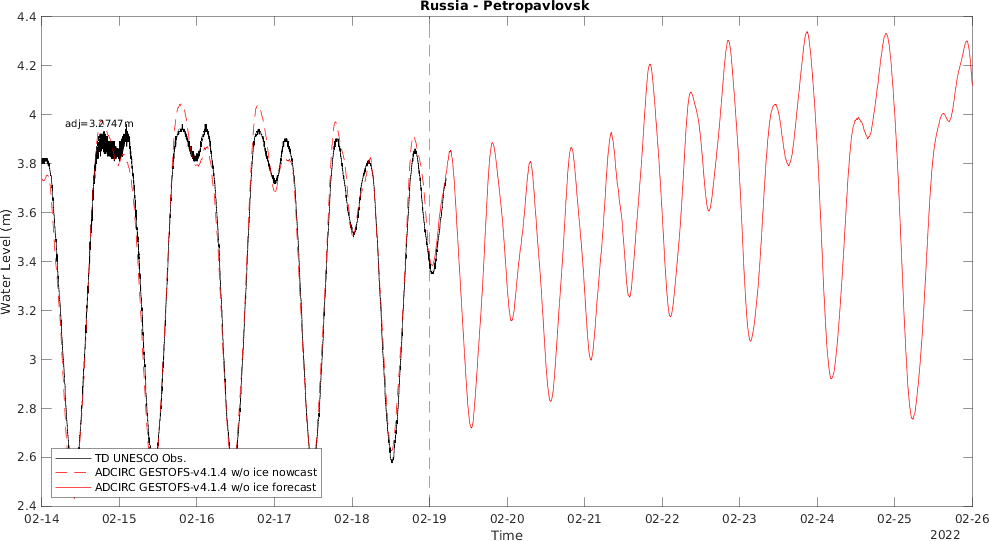 Russia - Petropavlovsk
4.4
4.2
4
3.8
3.6
3.4
3.2
3
2.8
2.6
2.4
Water Level (m)
adj=3.2747m
TD UNESCO Obs.
ADCIRC GESTOFS-v4.1.4 w/o ice nowcast
ADCIRC GESTOFS-v4.1.4 w/o ice forecast
02-14 02-15 02-16 02-17 02-18 02-19 02-20 02-21 02-22 02-23 02-24 02-25 02-26
Time
2022